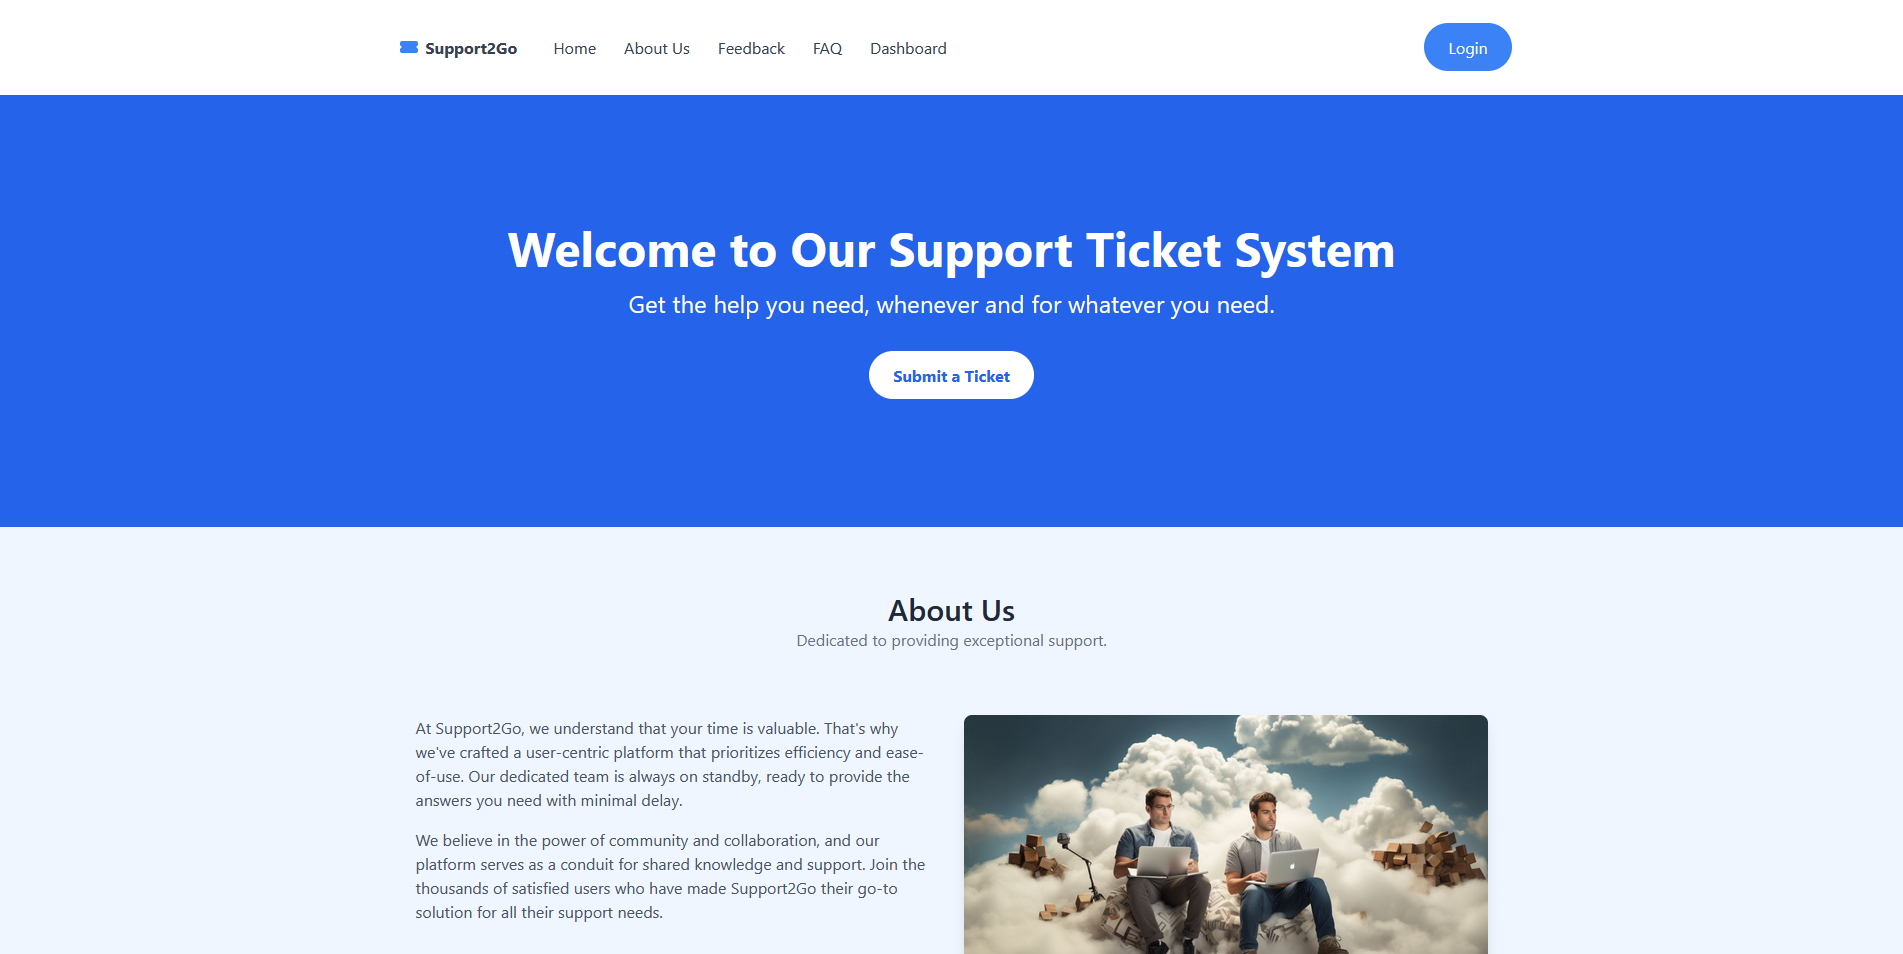 Support2Go
Home
About Us
Feedback
FAQ
Dashboard
Login
Welcome to Our Support Ticket System
Get the help you need, whenever and for whatever you need.
Submit a Ticket
About Us
Dedicated to providing exceptional support.
At Support2Go, we understand that your time is valuable. That's why
we've crafted a user-centric platform that prioritizes efficiency and ease-
of-use. Our dedicated team is always on standby, ready to provide the
answers you need with minimal delay.
We believe in the power of community and collaboration, and our
platform serves as a conduit for shared knowledge and support. Join the
thousands of satisfied users who have made Support2Go their go-to
solution for all their support needs.